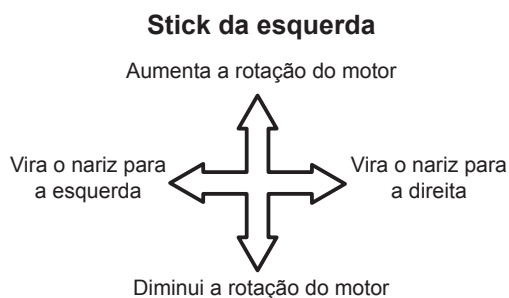 Stick da esquerda
Aumenta a rotação do motor
Vira o nariz para
a esquerda
Vira o nariz para
a direita
Diminui a rotação do motor